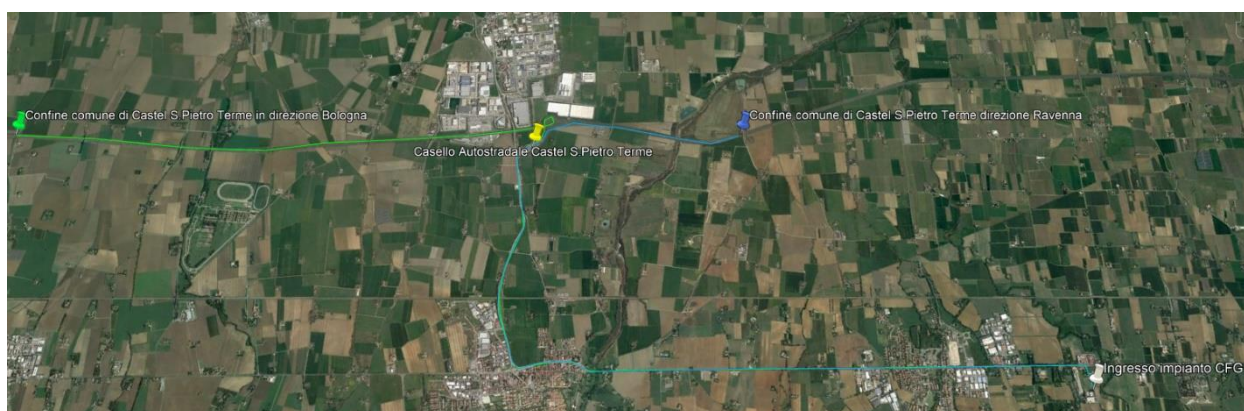 Confine comune di Castel S Pietro Terme in direzione Bologna
Confine comune di Castel S Pietro Terme direzione Ravenna
Casello Autostradale Castel S.Pietro Terme
Ingresso impianto CFG